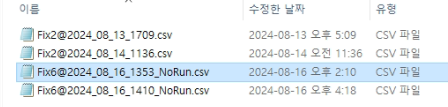 이름 수정한 날짜 유형
Fix2@2024_08_13_1709.csv 2024-08-13 오후 5:09 CSV 파일
Fix2@2024_08_14_1136.csv 2024-08-14 오전 11:36 CSV 파일
Fix6@2024_08_16_1353_NoRun.csv 2024-08-16 오후 2:10 CSV 파일
Fix6@2024_08_16_1410_NoRun.csv 2024-08-16 오후 4:18 CSV 파일